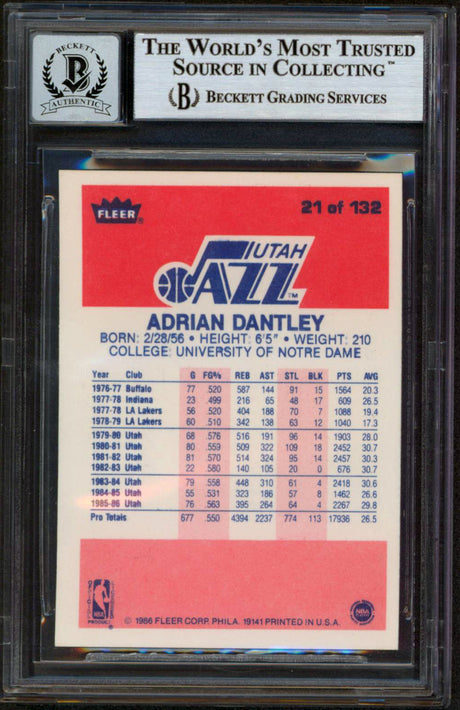 BECKETT
B
AUTHENTIC
THE WORLD'S MOST TRUSTED
SOURCE IN COLLECTING™
B BECKETT GRADING SERVICES
FLEER®
21 of 132
UTAH
JAZZ™
ADRIAN DANTLEY
BORN: 2/28/56 • HEIGHT: 6'5" • WEIGHT: 210
COLLEGE: UNIVERSITY OF NOTRE DAME
Year Club G FG% REB AST STL BLK PTS AVG
1976-77 Buffalo 77 .520 587 144 91 15 1564 20.3
1977-78 Indiana 23 .499 216 65 48 17 609 26.5
1977-78 LA Lakers 56 .520 404 188 70 7 1088 19.4
1978-79 LA Lakers 60 .510 342 138 63 12 1040 17.3
1979-80 Utah 68 .576 516 191 96 14 1903 28.0
1980-81 Utah 80 .559 509 322 109 18 2452 30.7
1981-82 Utah 81 .570 514 324 95 14 2457 30.3
1982-83 Utah 22 .580 140 105 20 0 676 30.7
1983-84 Utah 79 .558 448 310 61 4 2418 30.6
1984-85 Utah 55 .531 323 186 57 8 1462 26.6
1985-86 Utah 76 .563 395 264 64 4 2267 29.8
Pro Totals 677 .550 4394 2237 774 113 17936 26.5
NBA
© 1986 FLEER CORP. PHILA. 19141 PRINTED IN U.S.A.